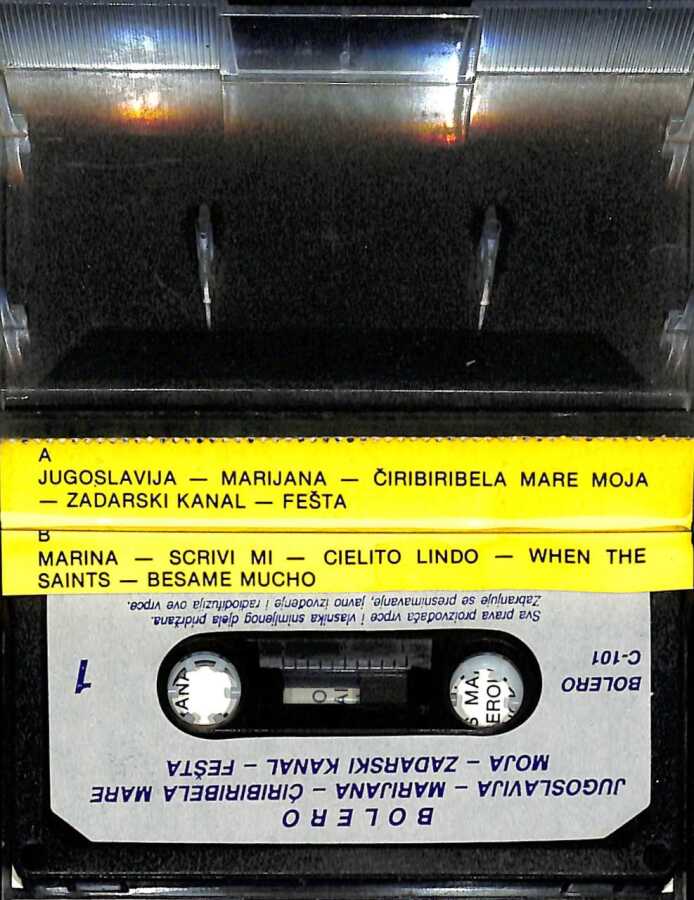 A
JUGOSLAVIJA — MARIJANA — ČIRIBIRIBELA MARE MOJA
— ZADARSKI KANAL — FEŠTA
B
MARINA — SCRIVI MI — CIELITO LINDO — WHEN THE
SAINTS — BESAME MUCHO
BOLERO
JUGOSLAVIJA – MARIJANA – ĆIRIBIRIBELA MARE
MOJA – ZADARSKI KANAL – FEŠTA
BOLERO
C-101
1
Sva prava proizvođača vrpce i vlasnika snimljenog djela pridržana.
Zabranjuje se presnimavanje, javno izvođenje i radiodifuzija ove vrpce.